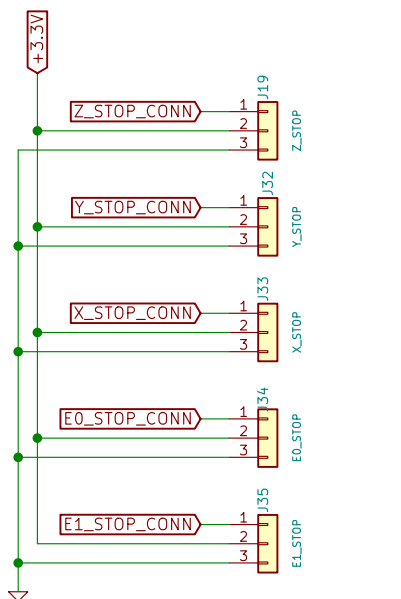 +3.3V
J19
Z_STOP_CONN
1
2
3
Z_STOP
J32
Y_STOP_CONN
1
2
3
Y_STOP
J33
X_STOP_CONN
1
2
3
X_STOP
J34
E0_STOP_CONN
1
2
3
E0_STOP
J35
E1_STOP_CONN
1
2
3
E1_STOP